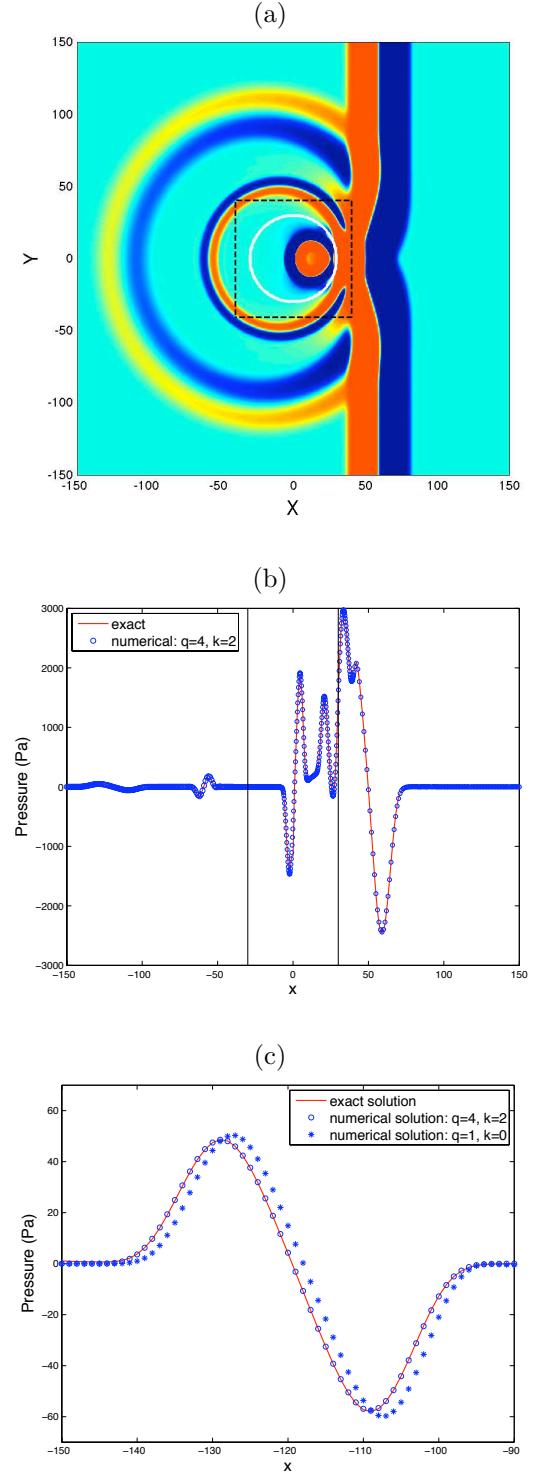 (a)
150
100
50
0
-50
-100
-150
Y
-150 -100 -50 0 50 100 150
X
(b)
3000
2000
1000
0
−1000
−2000
−3000
Pressure (Pa)
exact
numerical: q=4, k=2
−150 −100 −50 0 50 100 150
x
(c)
60
40
20
0
−20
−40
−60
Pressure (Pa)
exact solution
numerical solution: q=4, k=2
numerical solution: q=1, k=0
−150 −140 −130 −120 −110 −100 −90
x